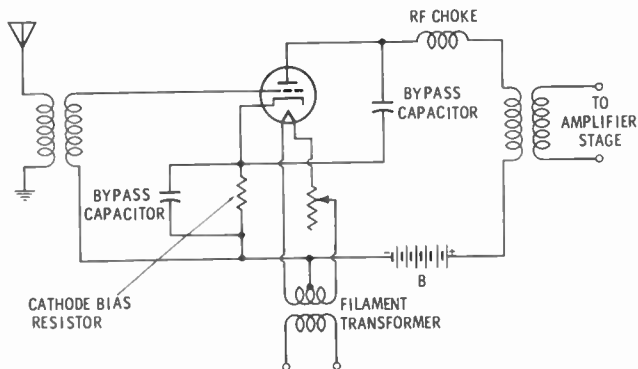 RF CHOKE
BYPASS
CAPACITOR
TO
AMPLIFIER
STAGE
BYPASS
CAPACITOR
- +
B
CATHODE BIAS
RESISTOR
FILAMENT
TRANSFORMER